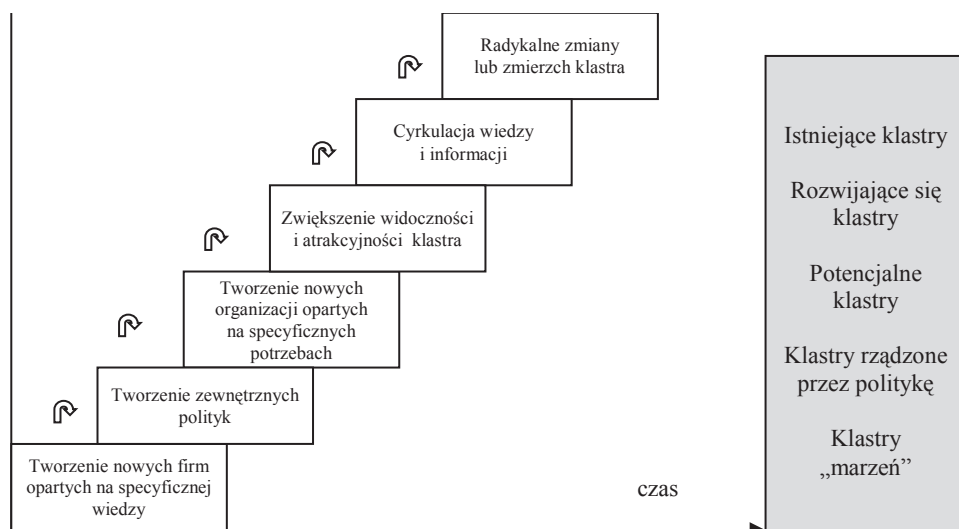 Radykalne zmiany
lub zmierzch klastra
Cyrkulacja wiedzy
i informacji
Zwiększenie widoczności
i atrakcyjności klastra
Tworzenie nowych
organizacji opartych
na specyficznych
potrzebach
Tworzenie zewnętrznych
polityk
Tworzenie nowych firm
opartych na specyficznej
wiedzy
czas
Istniejące klastry
Rozwijające się
klastry
Potencjalne
klastry
Klastry rządzone
przez politykę
Klastry
„marzeń”